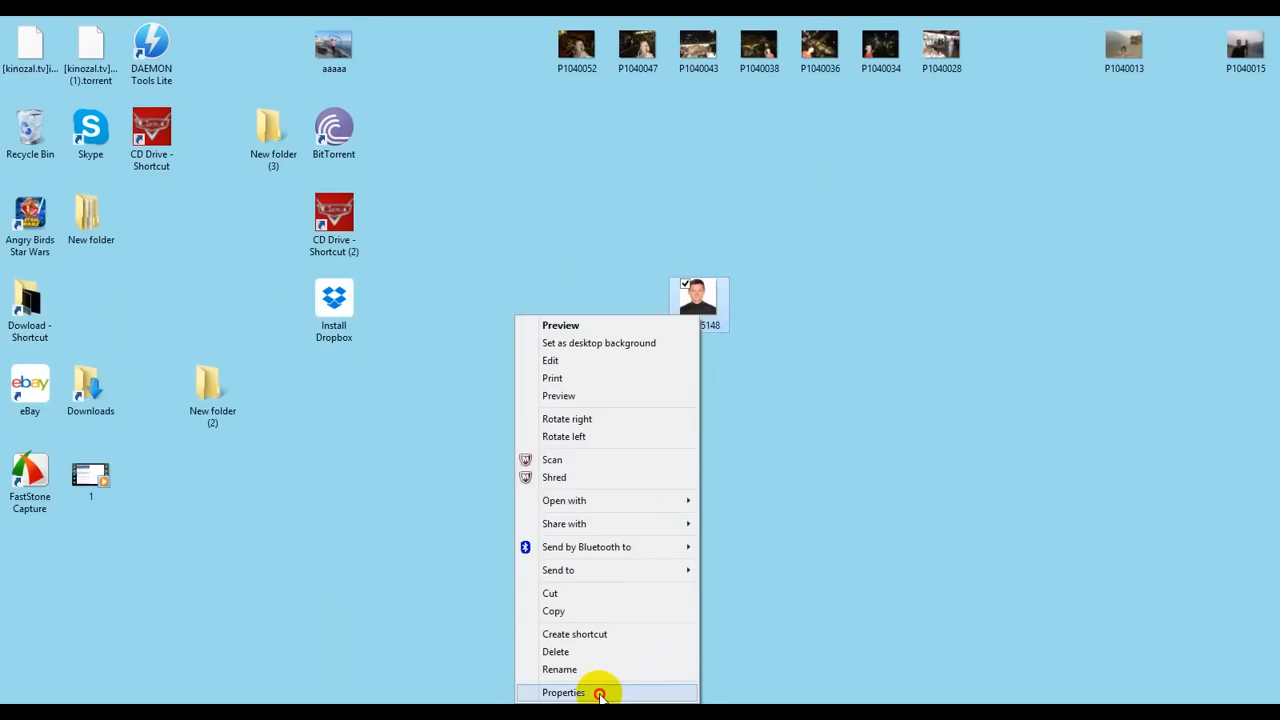 [kinozal.tv]i...
[kinozal.tv]...
(1).torrent
DAEMON
Tools Lite
aaaaa
P1040052
P1040047
P1040043
P1040038
P1040036
P1040034
P1040028
P1040013
P1040015
Recycle Bin
Skype
CD Drive -
Shortcut
New folder
(3)
BitTorrent
Angry Birds
Star Wars
New folder
CD Drive -
Shortcut (2)
Dowload -
Shortcut
Install
Dropbox
5148
eBay
Downloads
New folder
(2)
FastStone
Capture
1
Preview
Set as desktop background
Edit
Print
Preview
Rotate right
Rotate left
Scan
Shred
Open with
Share with
Send by Bluetooth to
Send to
Cut
Copy
Create shortcut
Delete
Rename
Properties